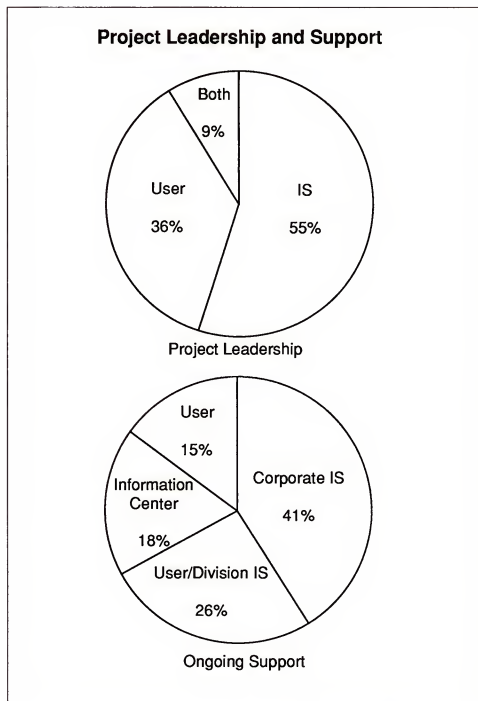 Project Leadership and Support
Both
9%
User
36%
IS
55%
Project Leadership
User
15%
Corporate IS
41%
Information
Center
18%
User/Division IS
26%
Ongoing Support